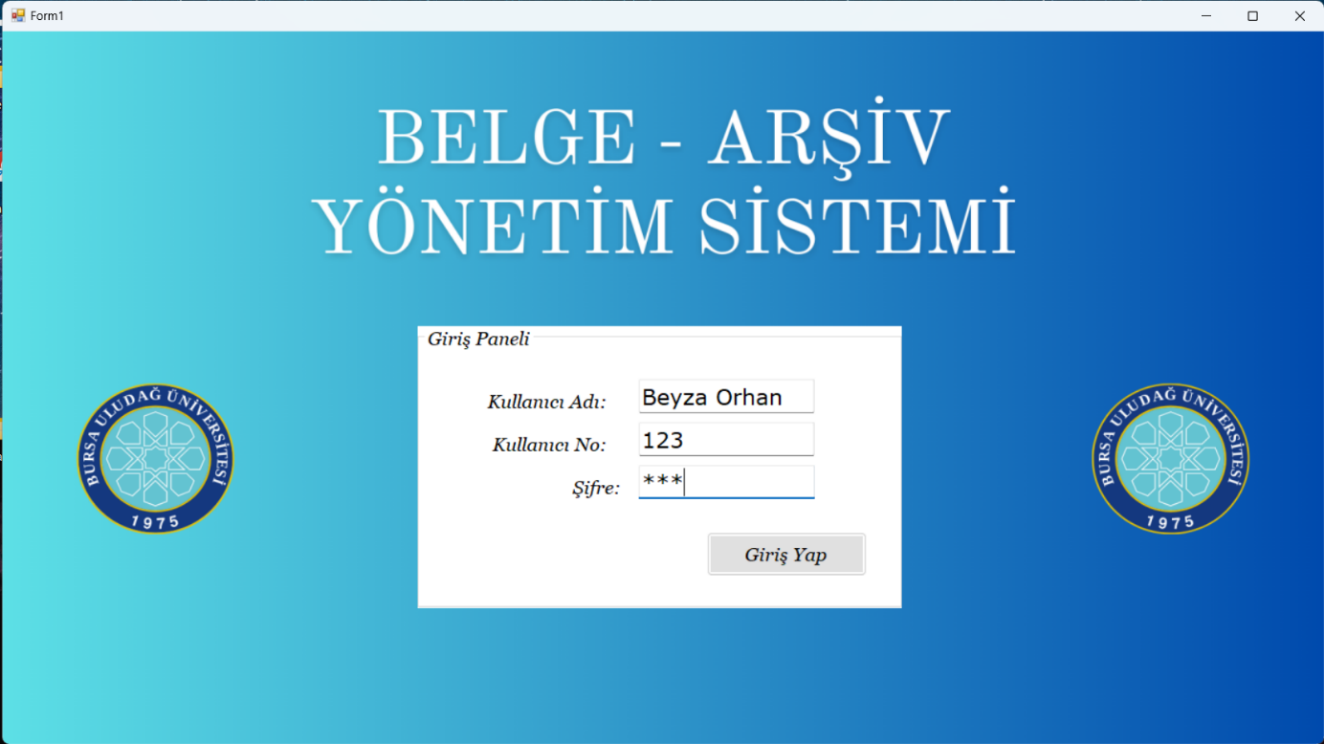 Form1
BELGE - ARŞİV
YÖNETİM SİSTEMİ
Giriş Paneli
Kullanıcı Adı: Beyza Orhan
Kullanıcı No: 123
Şifre: ***
Giriş Yap
BURSA ULUDAĞ ÜNİVERSİTESİ
1975
BURSA ULUDAĞ ÜNİVERSİTESİ
1975